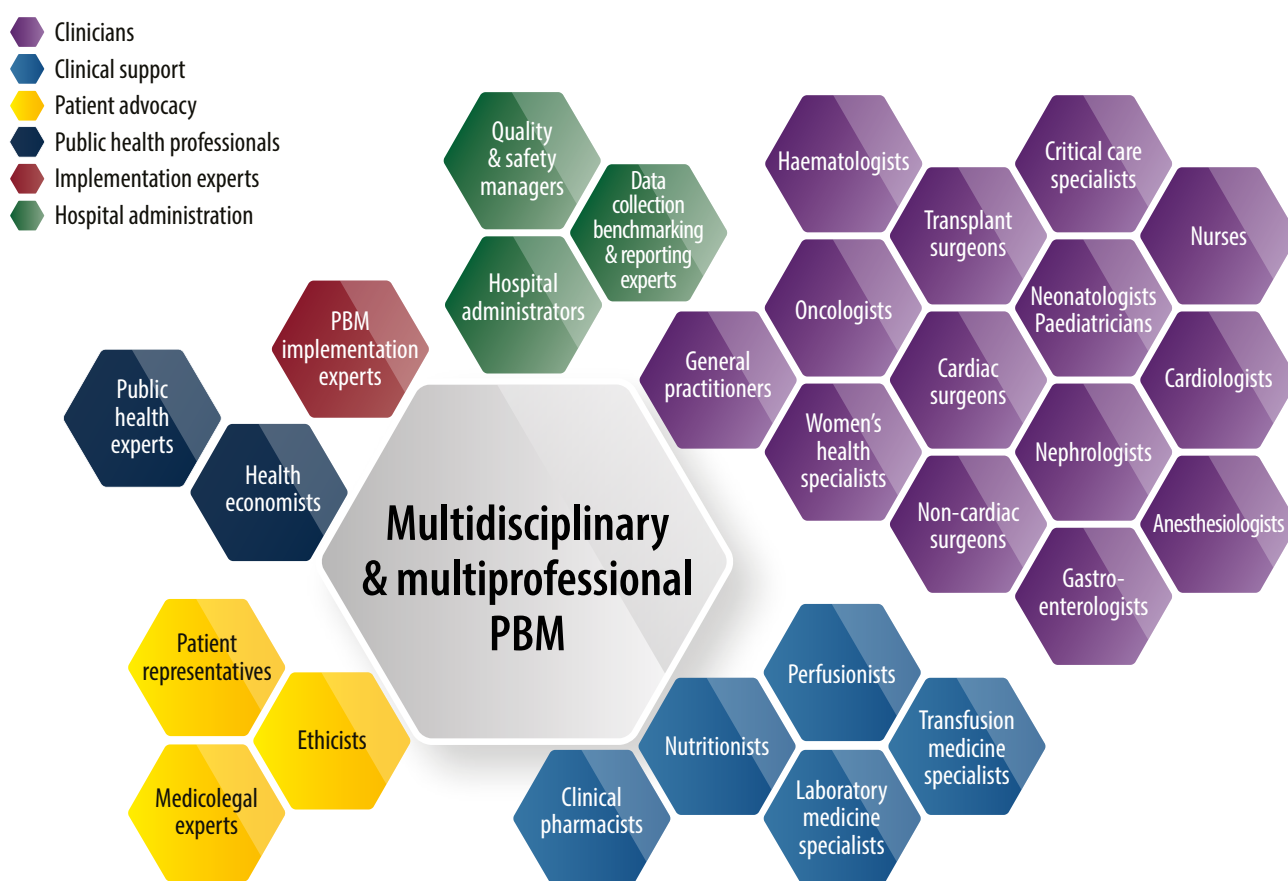 Clinicians
Clinical support
Patient advocacy
Public health professionals
Implementation experts
Hospital administration
Quality
& safety
managers
Data
collection
benchmarking
& reporting
experts
Hospital
administrators
PBM
implementation
experts
Public
health
experts
Health
economists
Multidisciplinary
& multiprofessional
PBM
Haematologists
Critical care
specialists
Transplant
surgeons
Nurses
Oncologists
Neonatologists
Paediatricians
General
practitioners
Cardiac
surgeons
Cardiologists
Women's
health
specialists
Nephrologists
Non-cardiac
surgeons
Anesthesiologists
Gastro-
enterologists
Patient
representatives
Ethicists
Medicolegal
experts
Perfusionists
Nutritionists
Transfusion
medicine
specialists
Clinical
pharmacists
Laboratory
medicine
specialists